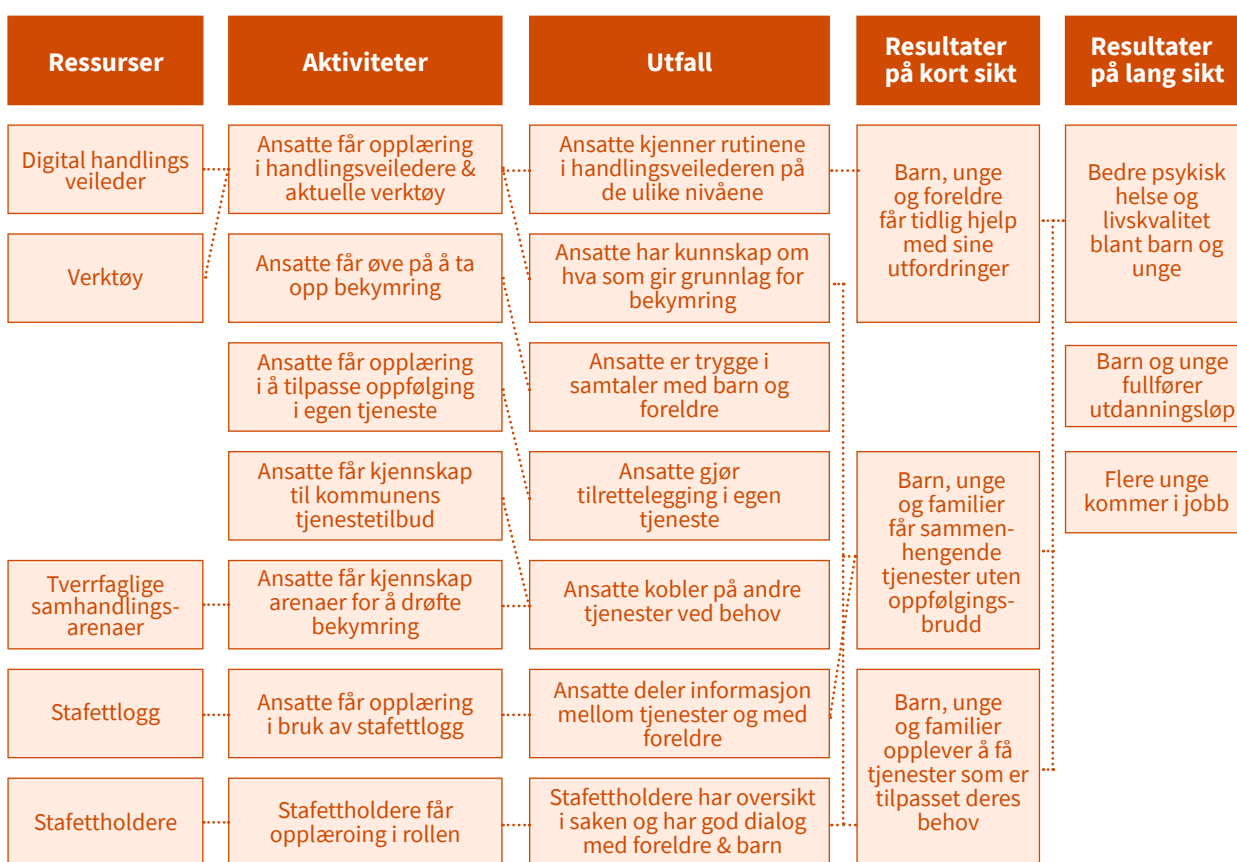 Ressurser
Aktiviteter
Utfall
Resultater
på kort sikt
Resultater
på lang sikt
Digital handlings
veileder
Verktøy
Tverrfaglige
samhandlings-
arenaer
Stafettlogg
Stafettholdere
Ansatte får opplæring
i handlingsveiledere &
aktuelle verktøy
Ansatte får øve på å ta
opp bekymring
Ansatte får opplæring
i å tilpasse oppfølging
i egen tjeneste
Ansatte får kjennskap
til kommunens
tjenestetilbud
Ansatte får kjennskap
arenaer for å drøfte
bekymring
Ansatte får opplæring
i bruk av stafettlogg
Stafettholdere får
opplæroing i rollen
Ansatte kjenner rutinene
i handlingsveilederen på
de ulike nivåene
Ansatte har kunnskap om
hva som gir grunnlag for
bekymring
Ansatte er trygge i
samtaler med barn og
foreldre
Ansatte gjør
tilrettelegging i egen
tjeneste
Ansatte kobler på andre
tjenester ved behov
Ansatte deler informasjon
mellom tjenester og med
foreldre
Stafettholdere har oversikt
i saken og har god dialog
med foreldre & barn
Barn, unge
og foreldre
får tidlig hjelp
med sine
utfordringer
Barn, unge
og familier
får sammen-
hengende
tjenester uten
oppfølgings-
brudd
Barn, unge
og familier
opplever å få
tjenester som er
tilpasset deres
behov
Bedre psykisk
helse og
livskvalitet
blant barn og
unge
Barn og unge
fullfører
utdanningsløp
Flere unge
kommer i jobb